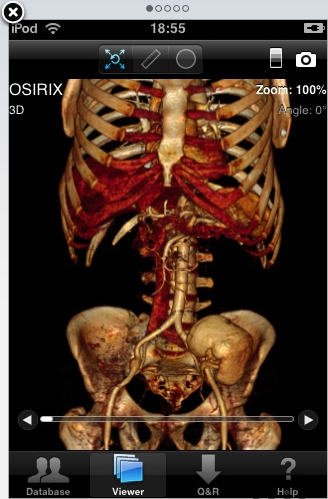 iPod 18:55
OSIRIX Zoom: 100%
3D Angle: 0°
Database Viewer Q&R Help